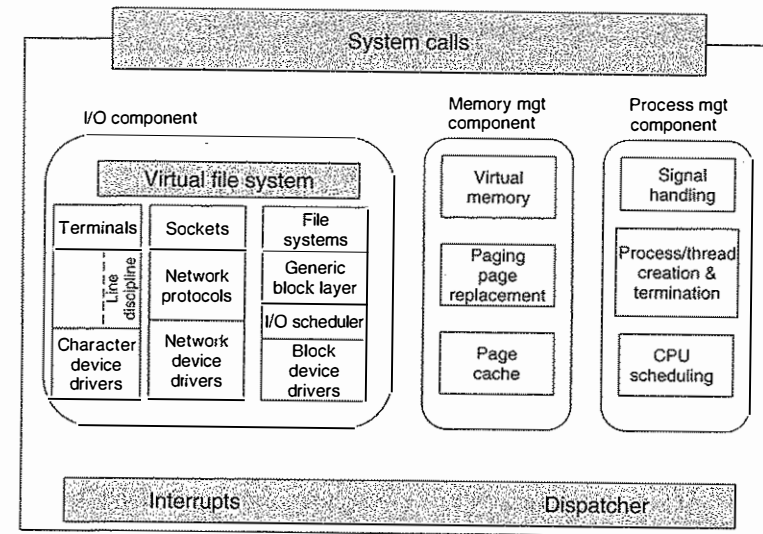 System calls
I/O component
Virtual file system
Terminals
Line
discipline
Character
device
drivers
Sockets
Network
protocols
Network
device
drivers
File
systems
Generic
block layer
I/O scheduler
Block
device
drivers
Memory mgt
component
Virtual
memory
Paging
page
replacement
Page
cache
Process mgt
component
Signal
handling
Process/thread
creation &
termination
CPU
scheduling
Interrupts
Dispatcher